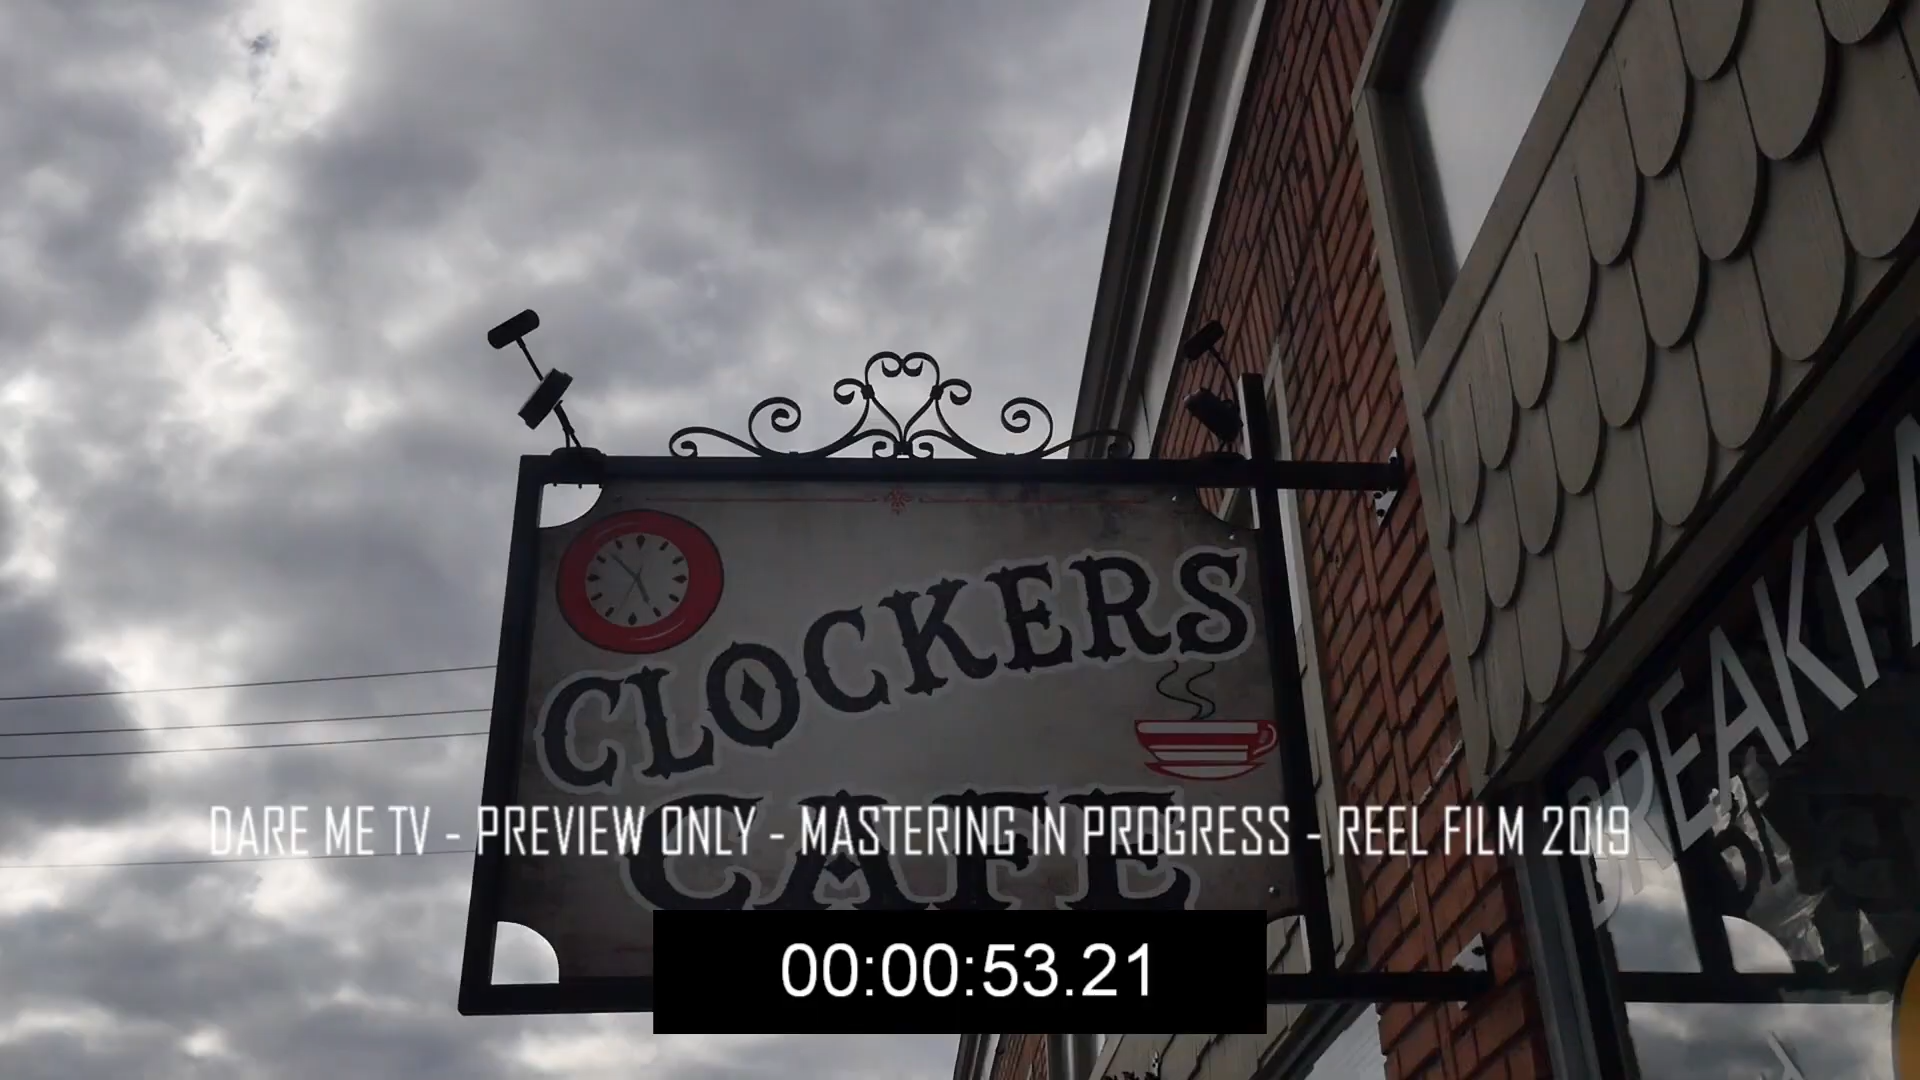 CLOCKERS
CAFE
BREAKFA
DARE ME TV - PREVIEW ONLY - MASTERING IN PROGRESS - REEL FILM 2019
00:00:53.21